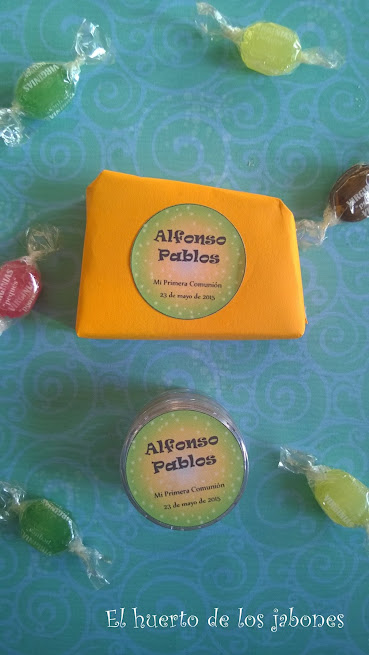 Alfonso
Pablos
Mi Primera Comunión
23 de mayo de 2015
Alfonso
Pablos
Mi Primera Comunión
23 de mayo de 2015
El huerto de los jabones